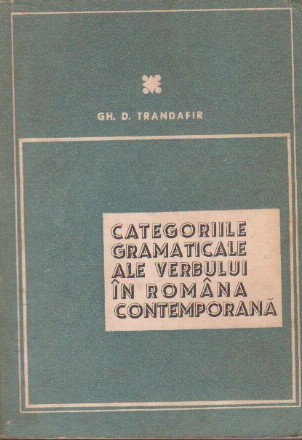 GH. D. TRANDAFIR
CATEGORIILE
GRAMATICALE
ALE VERBULUI
ÎN ROMÂNA
CONTEMPORANĂ